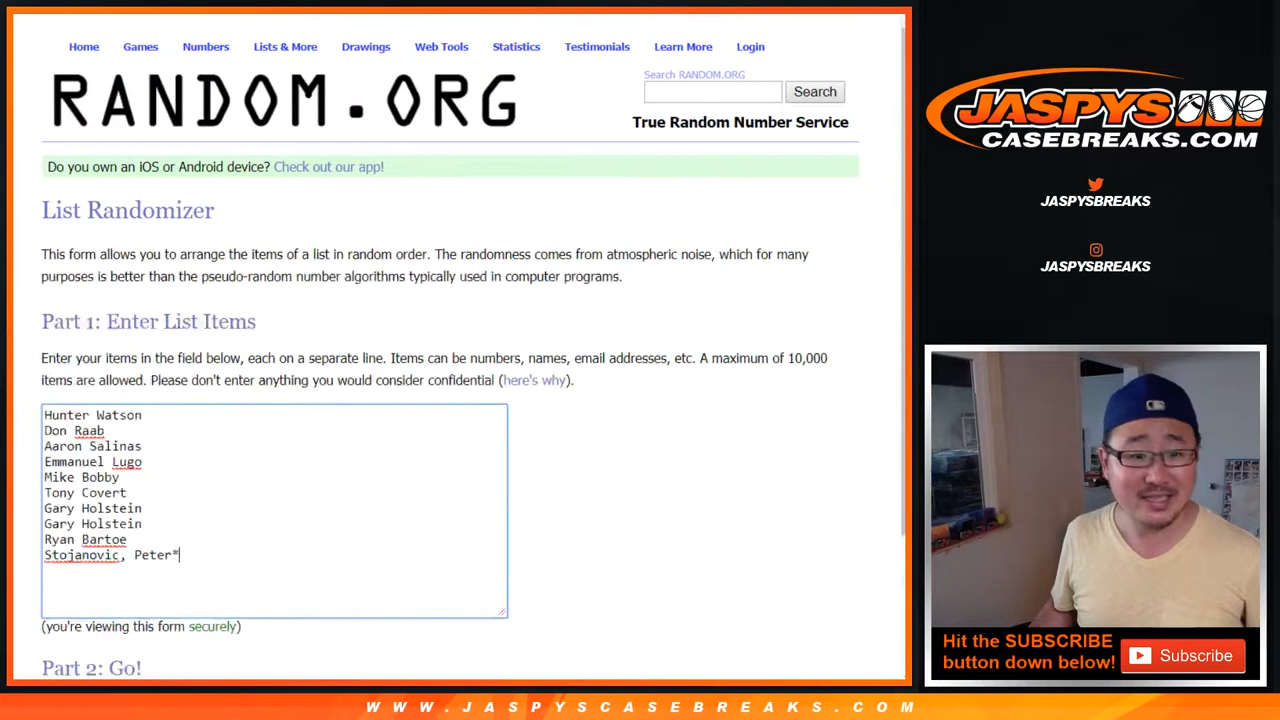 Home Games Numbers Lists & More Drawings Web Tools Statistics Testimonials Learn More Login
RANDOM.ORG
Search RANDOM.ORG
Search
True Random Number Service
Do you own an iOS or Android device? Check out our app!
List Randomizer
This form allows you to arrange the items of a list in random order. The randomness comes from atmospheric noise, which for many
purposes is better than the pseudo-random number algorithms typically used in computer programs.
Part 1: Enter List Items
Enter your items in the field below, each on a separate line. Items can be numbers, names, email addresses, etc. A maximum of 10,000
items are allowed. Please don't enter anything you would consider confidential (here's why).
Hunter Watson
Don Raab
Aaron Salinas
Emmanuel Lugo
Mike Bobby
Tony Covert
Gary Holstein
Gary Holstein
Ryan Bartoe
Stojanovic, Peter*
(you're viewing this form securely)
Part 2: Go!
JASPYS
CASEBREAKS.COM
JASPYSBREAKS
JASPYSBREAKS
Hit the SUBSCRIBE
button down below!
Subscribe
WWW.JASPYSCASEBREAKS.COM